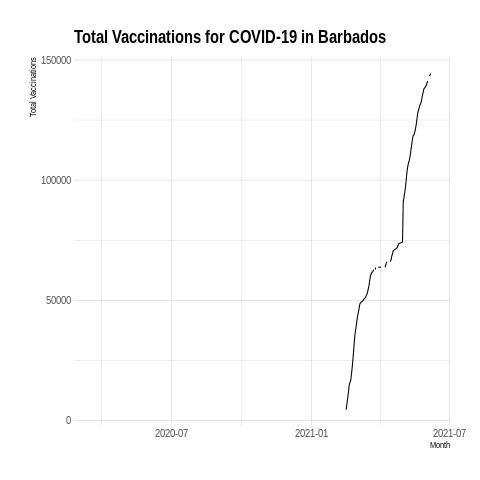 Total Vaccinations for COVID-19 in Barbados
Total Vaccinations
150000
100000
50000
0
2020-07
2021-01
2021-07
Month